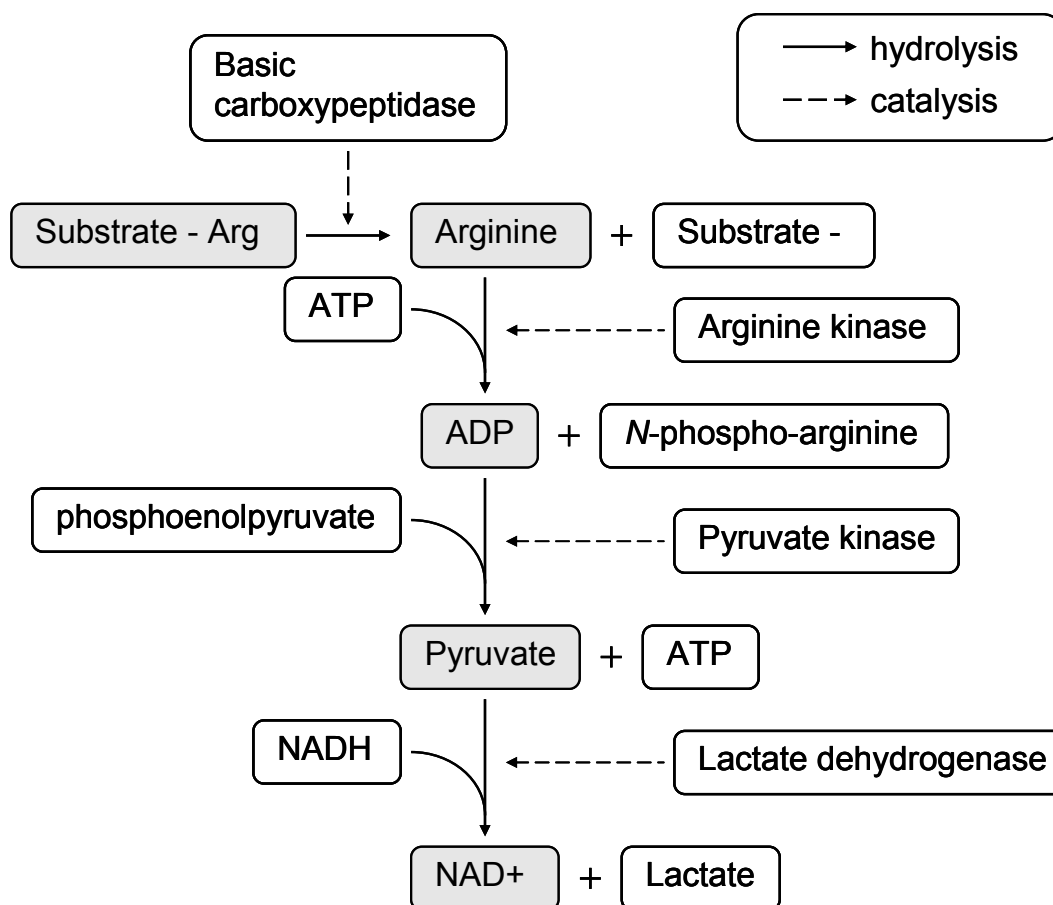 Basic
carboxypeptidase
hydrolysis
catalysis
Substrate - Arg
Arginine
+
Substrate -
ATP
Arginine kinase
ADP
+
N-phospho-arginine
phosphoenolpyruvate
Pyruvate kinase
Pyruvate
+
ATP
NADH
Lactate dehydrogenase
NAD+
+
Lactate